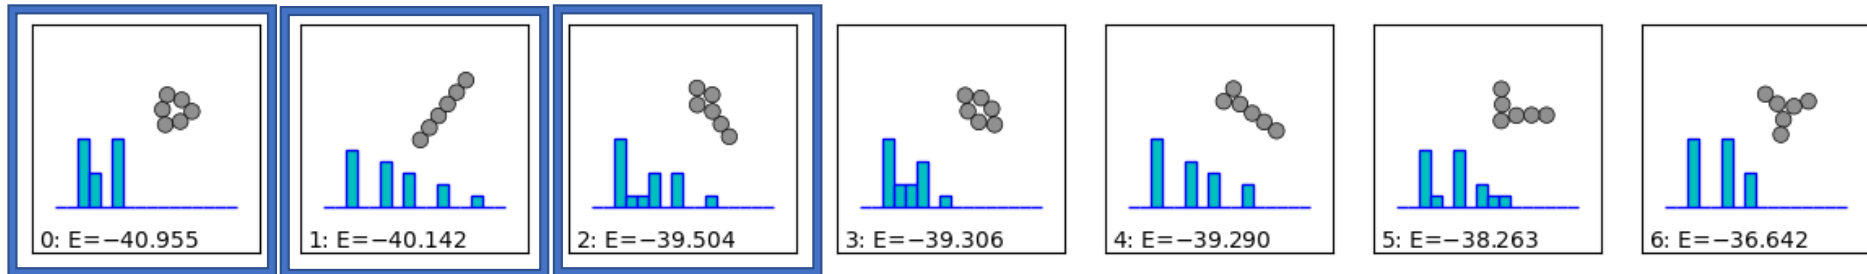 0: E=−40.955
1: E=−40.142
2: E=−39.504
3: E=−39.306
4: E=−39.290
5: E=−38.263
6: E=−36.642